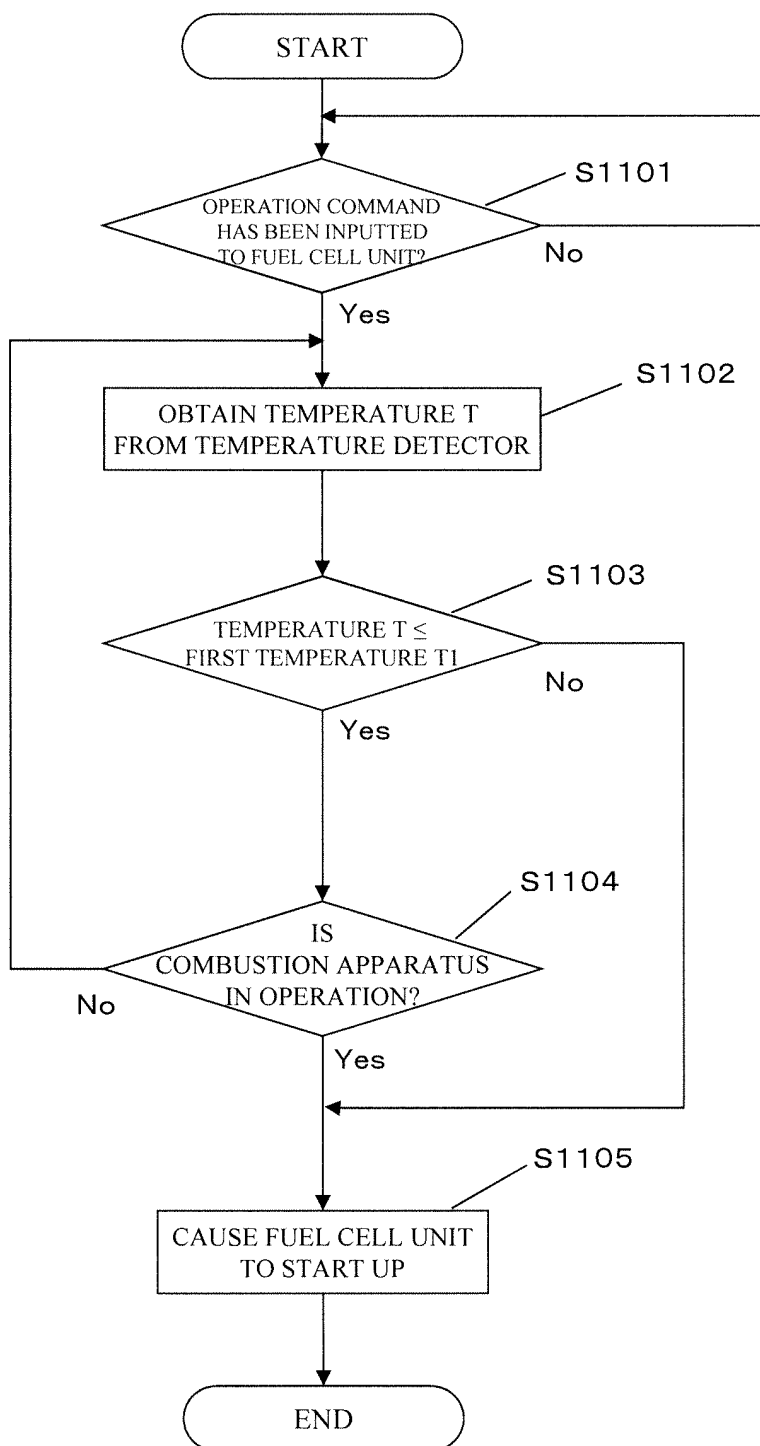 START
S1101
OPERATION COMMAND
HAS BEEN INPUTTED
TO FUEL CELL UNIT?
No
Yes
S1102
OBTAIN TEMPERATURE T
FROM TEMPERATURE DETECTOR
S1103
TEMPERATURE T ≤
FIRST TEMPERATURE T1
No
Yes
S1104
IS
COMBUSTION APPARATUS
IN OPERATION?
No
Yes
S1105
CAUSE FUEL CELL UNIT
TO START UP
END